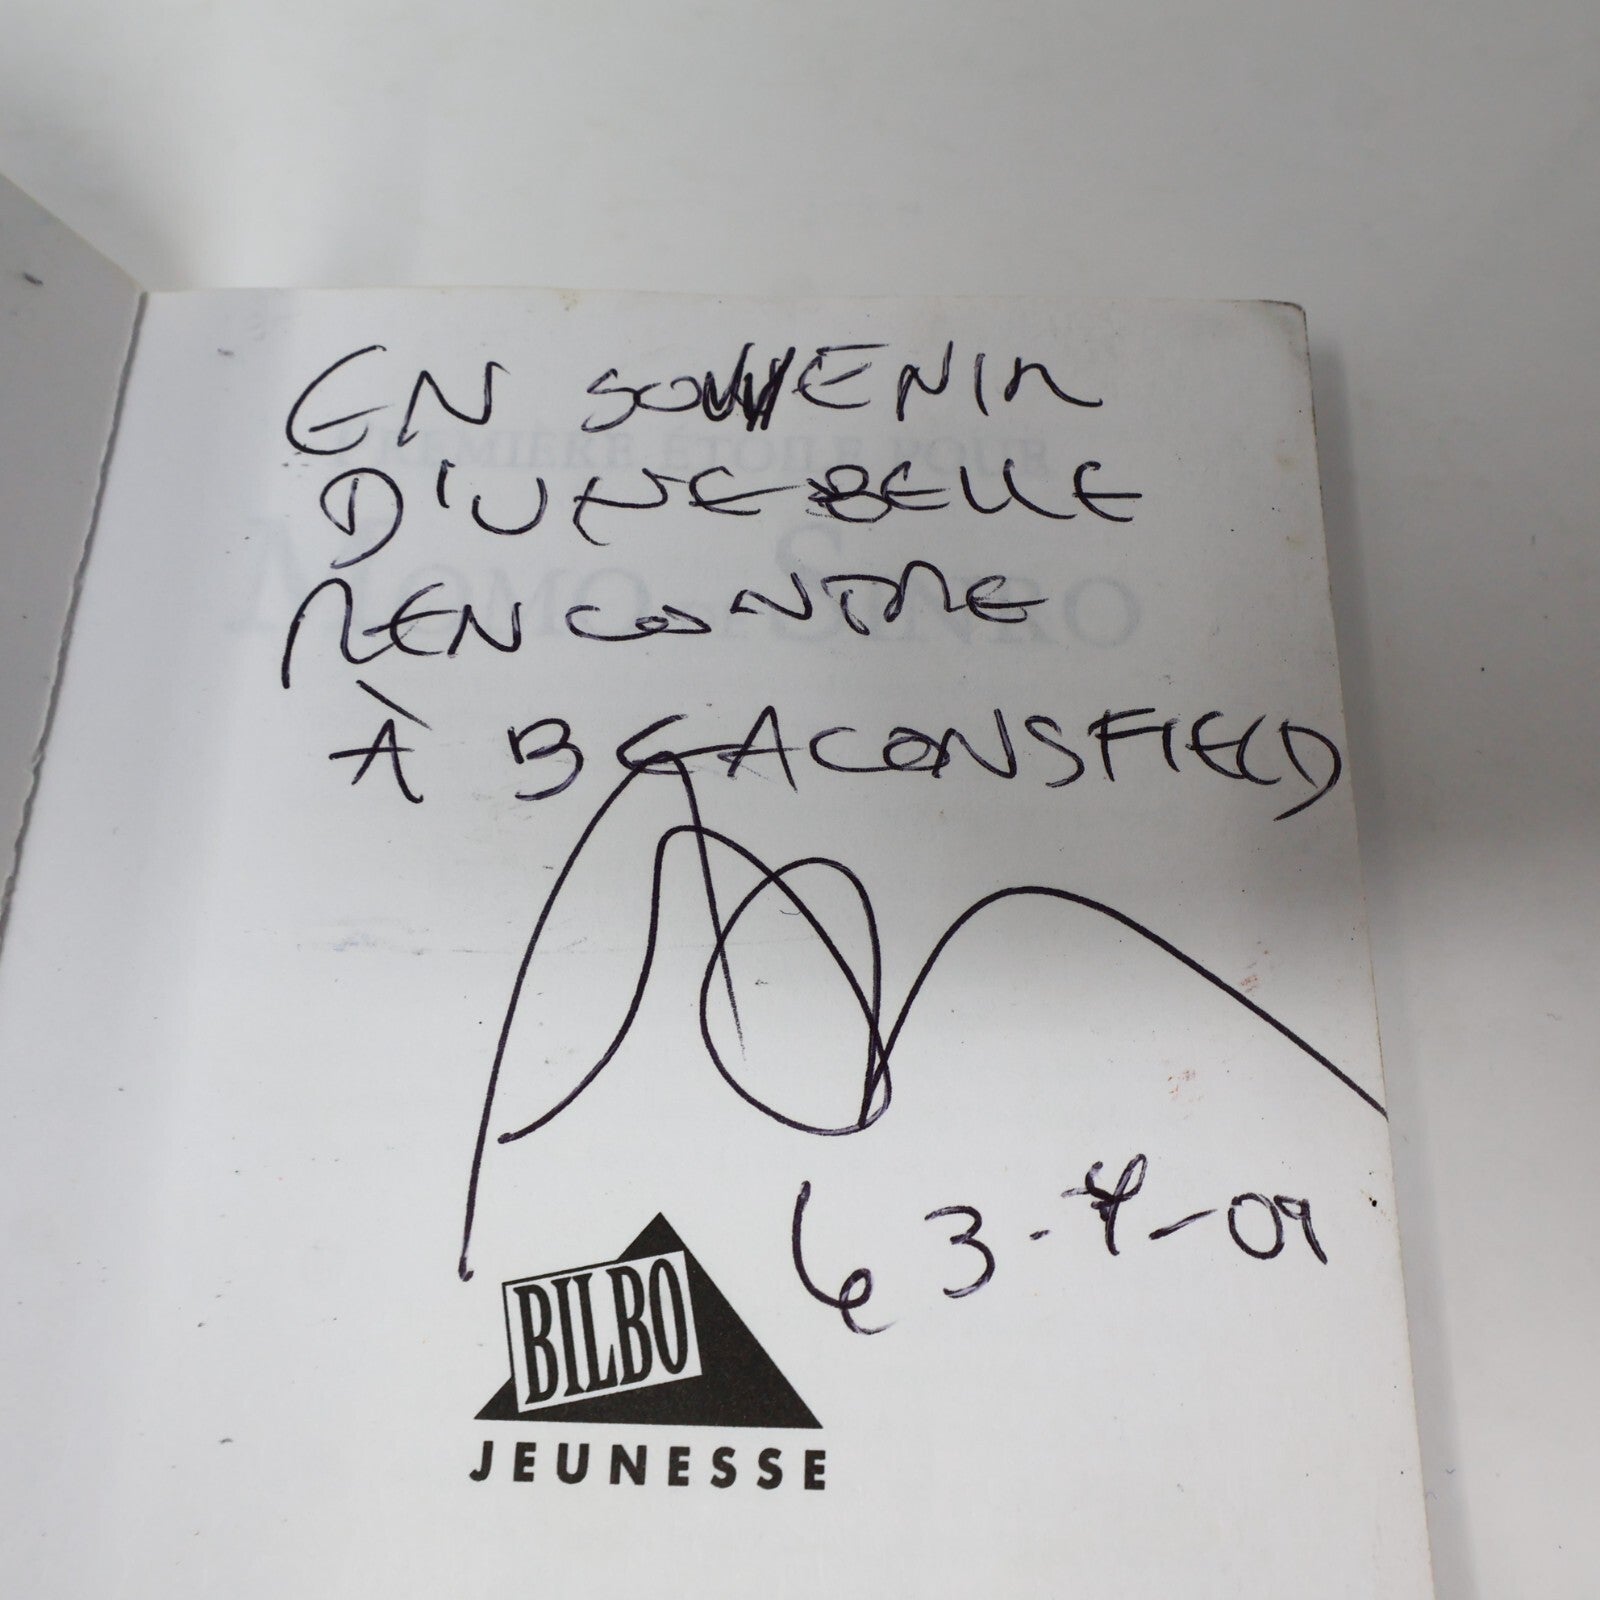 EN SOUVENIR
D'UNE BELLE
RENCONTRE
À BEACONSFIELD
LE 3-4-09
BILBO
JEUNESSE